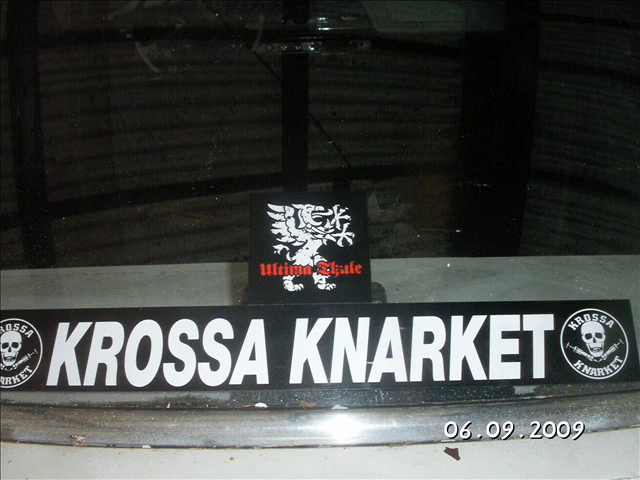 Ultima Thule
KROSSA
KNARKET
KROSSA KNARKET
KROSSA
KNARKET
06.09.2009